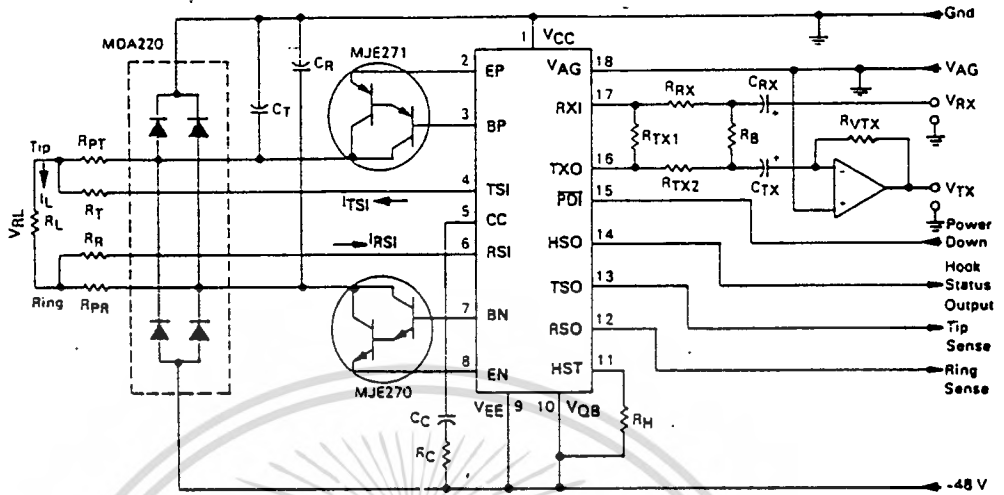 Gnd
MDA220
MJE271
CR
1 VCC
2 EP
VAG 18
VAG
RXI 17
RRX
CRX
VRX
CT
3 BP
RTX1
RB
RVTX
Tip
RPT
TXO 16
RTX2
CTX
VTX
IL
RT
4 TSI
ITSI
PDI 15
Power
Down
VRL
RL
5 CC
HSO 14
RR
IRSI
6 RSI
Hook
Status
Output
TSO 13
Ring
RPR
7 BN
RSO 12
Tip
Sense
8 EN
HST 11
Ring
Sense
MJE270
VEE 9
10 VQB
RH
CC
RC
-48 V